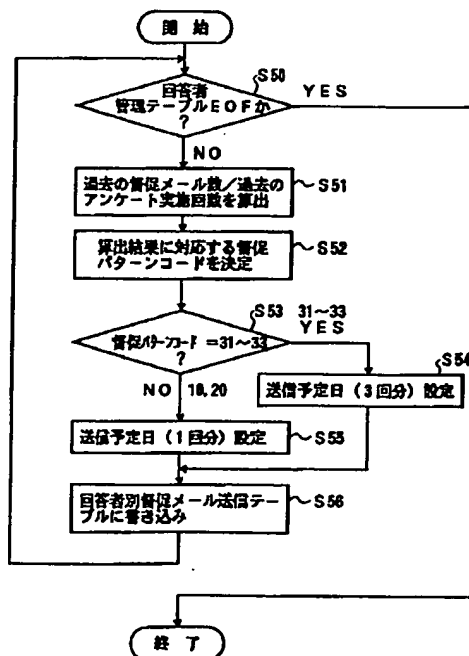 開 始
S50
回答者
管理テーブルEOFか
?
YES
NO
過去の督促メール数／過去の
アンケート実施回数を算出
S51
算出結果に対応する督促
パターンコードを決定
S52
S53
31〜33
YES
督促パターンコード =31〜33
?
S54
送信予定日（3回分）設定
NO 10,20
送信予定日（1回分）設定
S55
回答者別督促メール送信テー
ブルに書き込み
S56
終 了